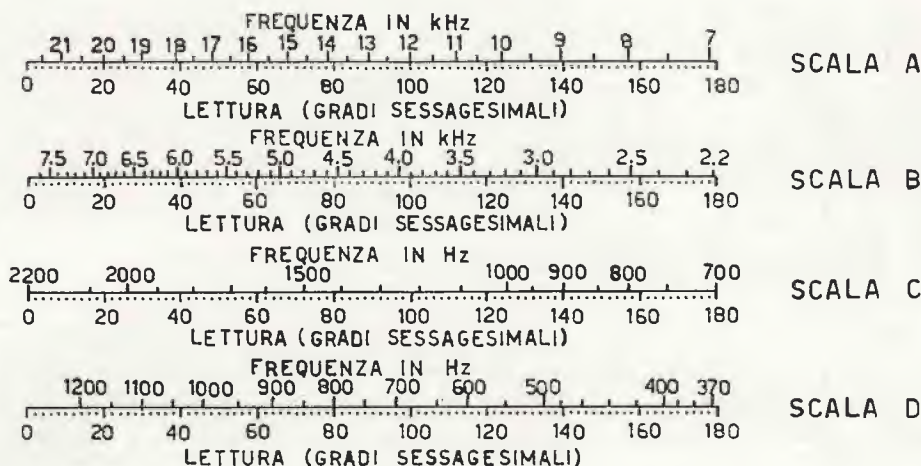 FREQUENZA IN kHz
21 20 19 18 17 16 15 14 13 12 11 10 9 8 7
SCALA A
0 20 40 60 80 100 120 140 160 180
LETTURA (GRADI SESSAGESIMALI)
FREQUENZA IN kHz
7.5 7.0 6.5 6.0 5.5 5.0 4.5 4.0 3.5 3.0 2.5 2.2
SCALA B
0 20 40 60 80 100 120 140 160 180
LETTURA (GRADI SESSAGESIMALI)
FREQUENZA IN Hz
2200 2000 1500 1000 900 800 700
SCALA C
0 20 40 60 80 100 120 140 160 180
LETTURA (GRADI SESSAGESIMALI)
FREQUENZA IN Hz
1200 1100 1000 900 800 700 600 500 400 370
SCALA D
0 20 40 60 80 100 120 140 160 180
LETTURA (GRADI SESSAGESIMALI)